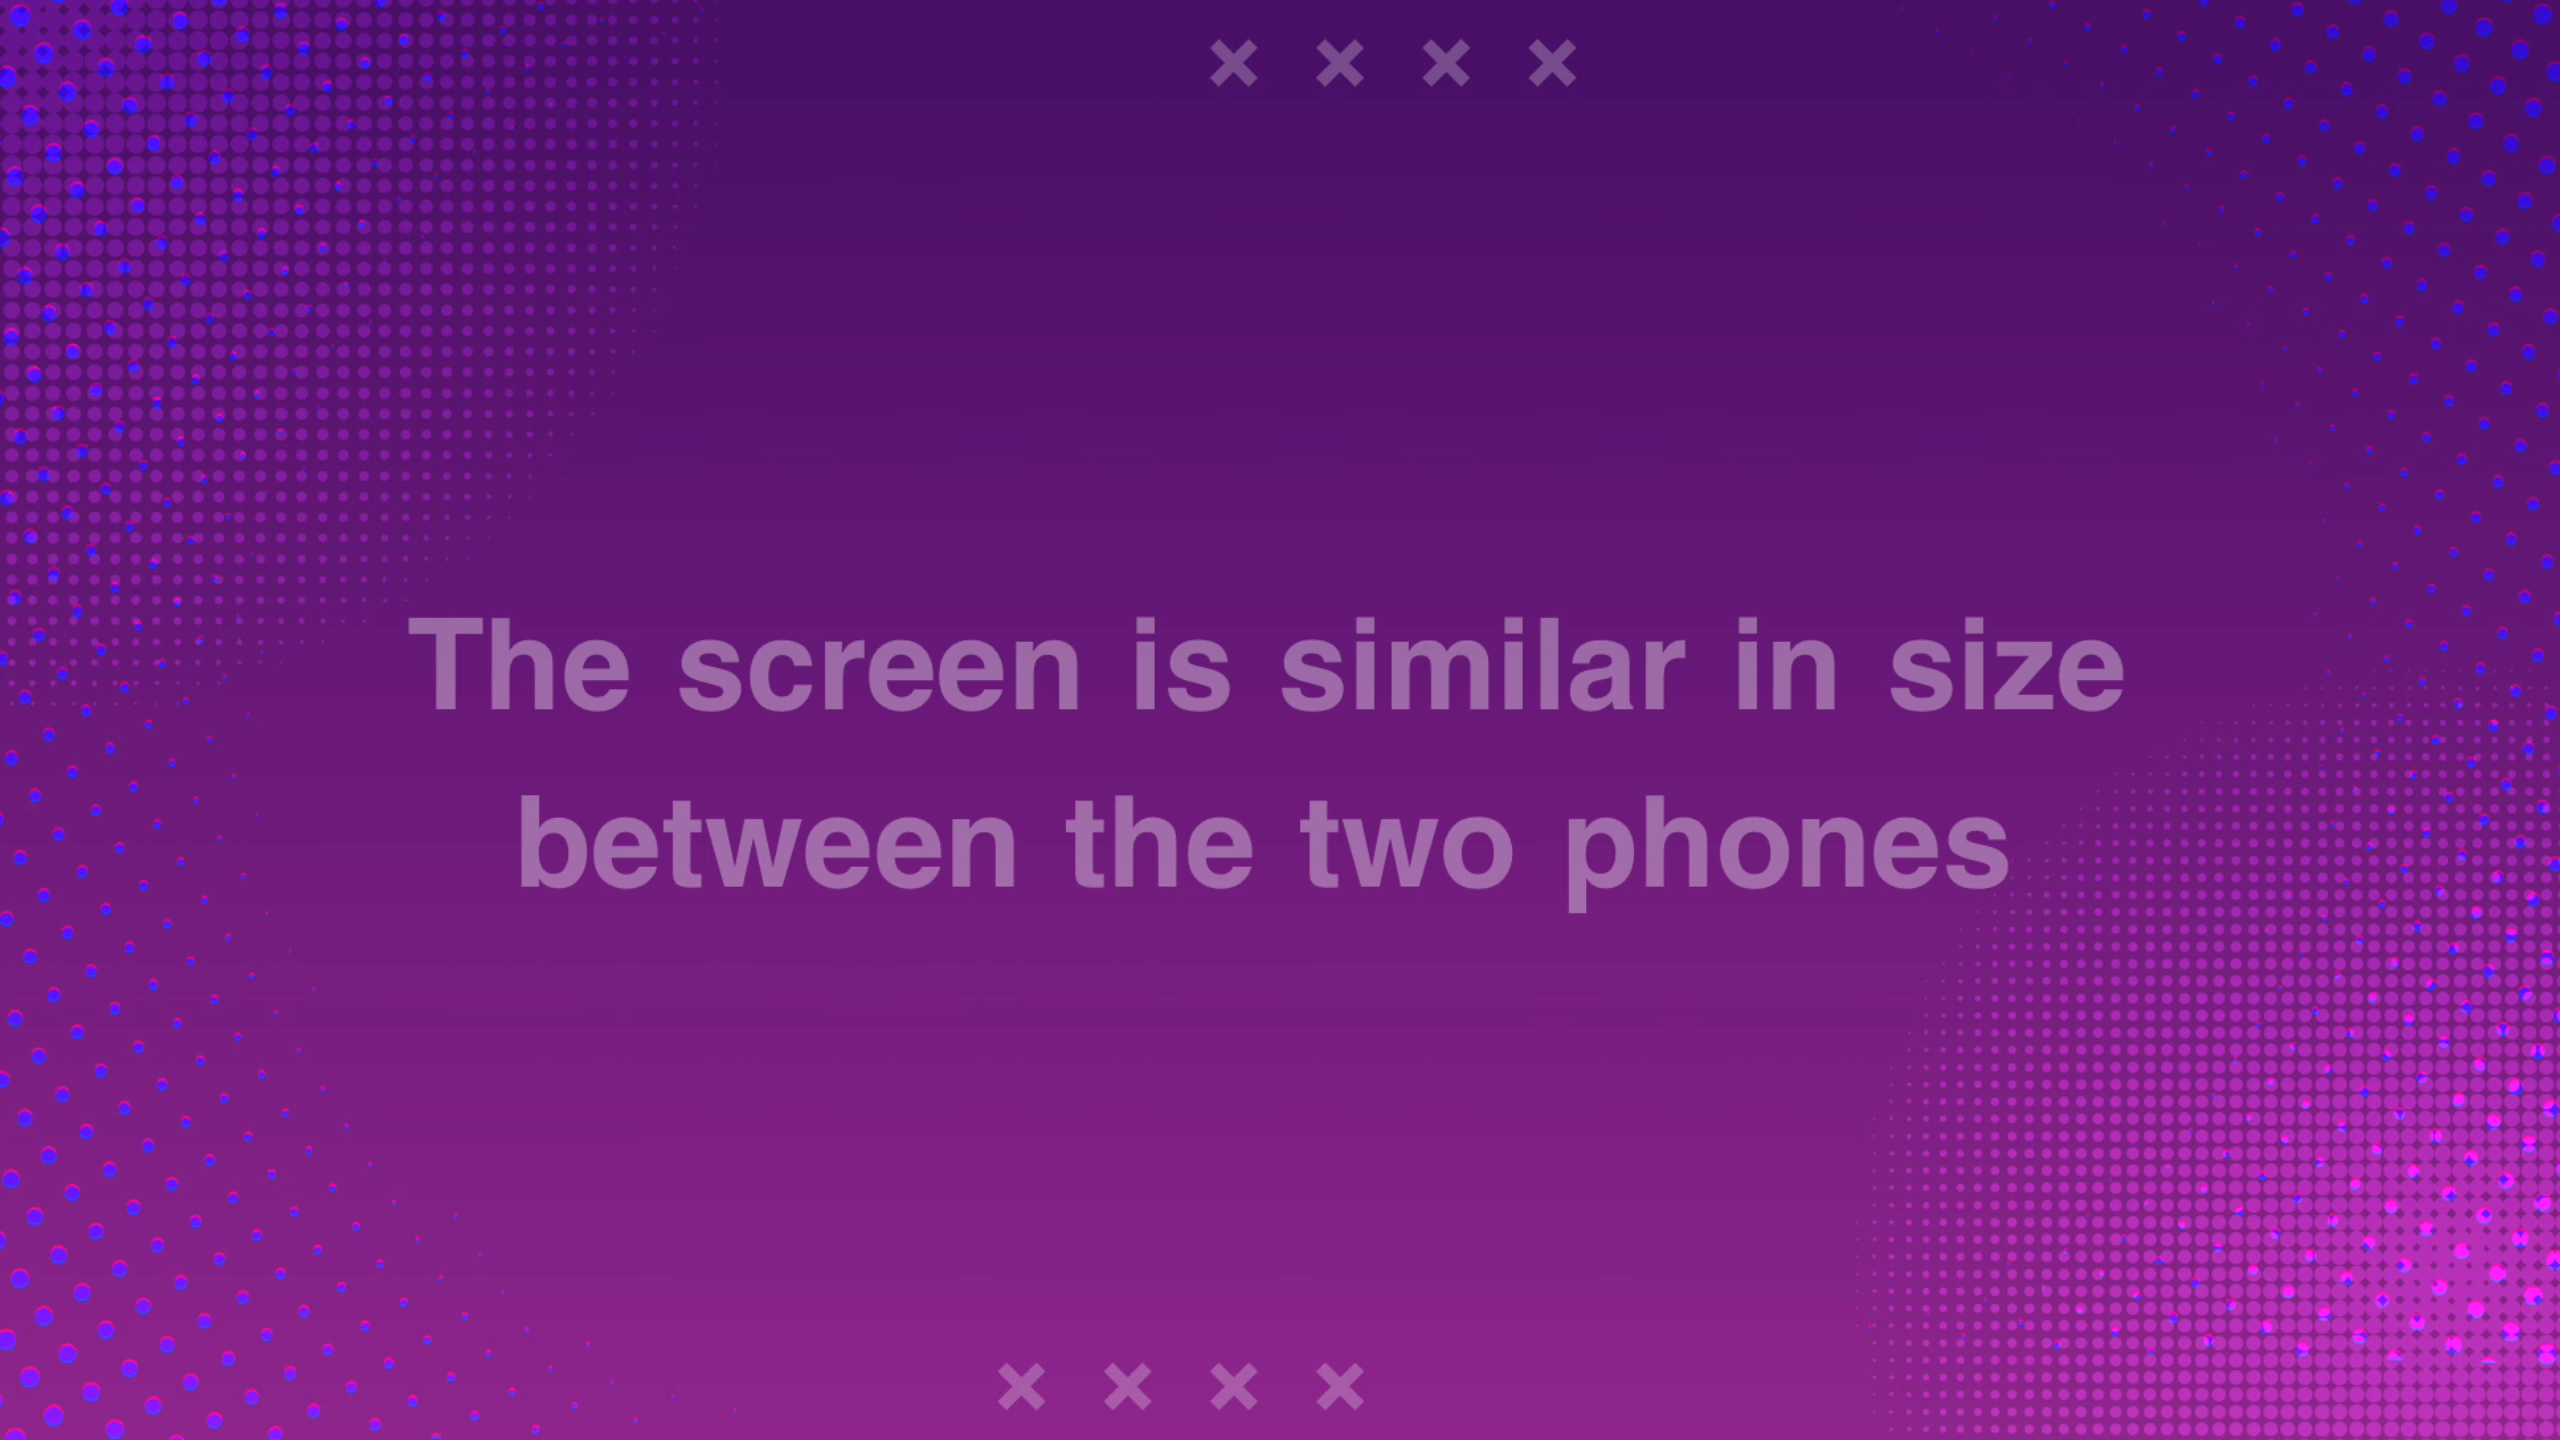 The screen is similar in size
between the two phones